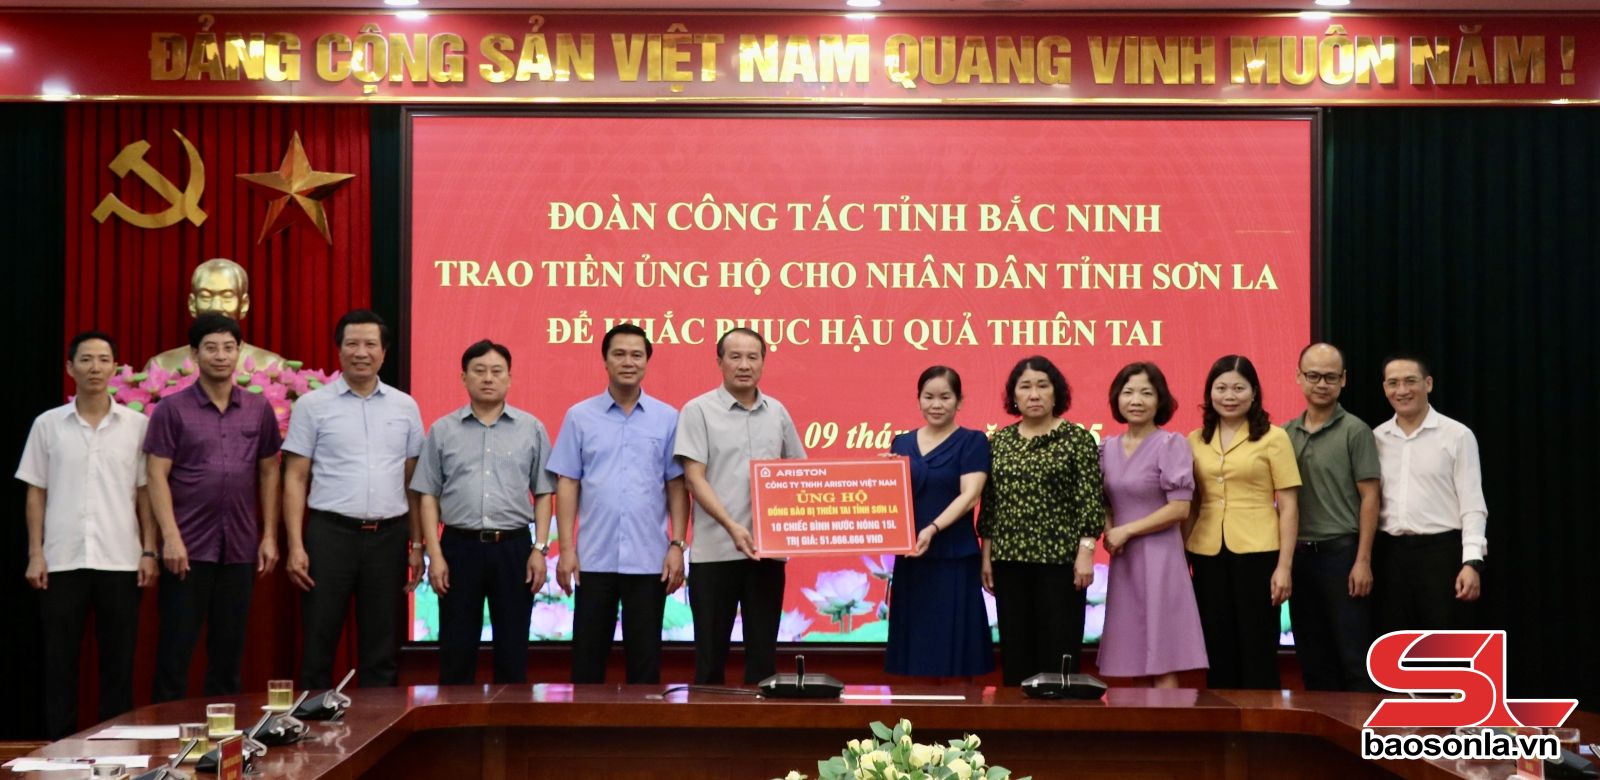 ĐẢNG CỘNG SẢN VIỆT NAM QUANG VINH MUÔN NĂM !
ĐOÀN CÔNG TÁC TỈNH BẮC NINH
TRAO TIỀN ỦNG HỘ CHO NHÂN DÂN TỈNH SƠN LA
ĐỂ KHẮC PHỤC HẬU QUẢ THIÊN TAI
09
ARISTON
CÔNG TY TNHH ARISTON VIỆT NAM
ỦNG HỘ
ĐỒNG BÀO BỊ THIÊN TAI TỈNH SƠN LA
10 CHIẾC BÌNH NƯỚC NÓNG 15L
TRỊ GIÁ: VNĐ
SL
baosonla.vn